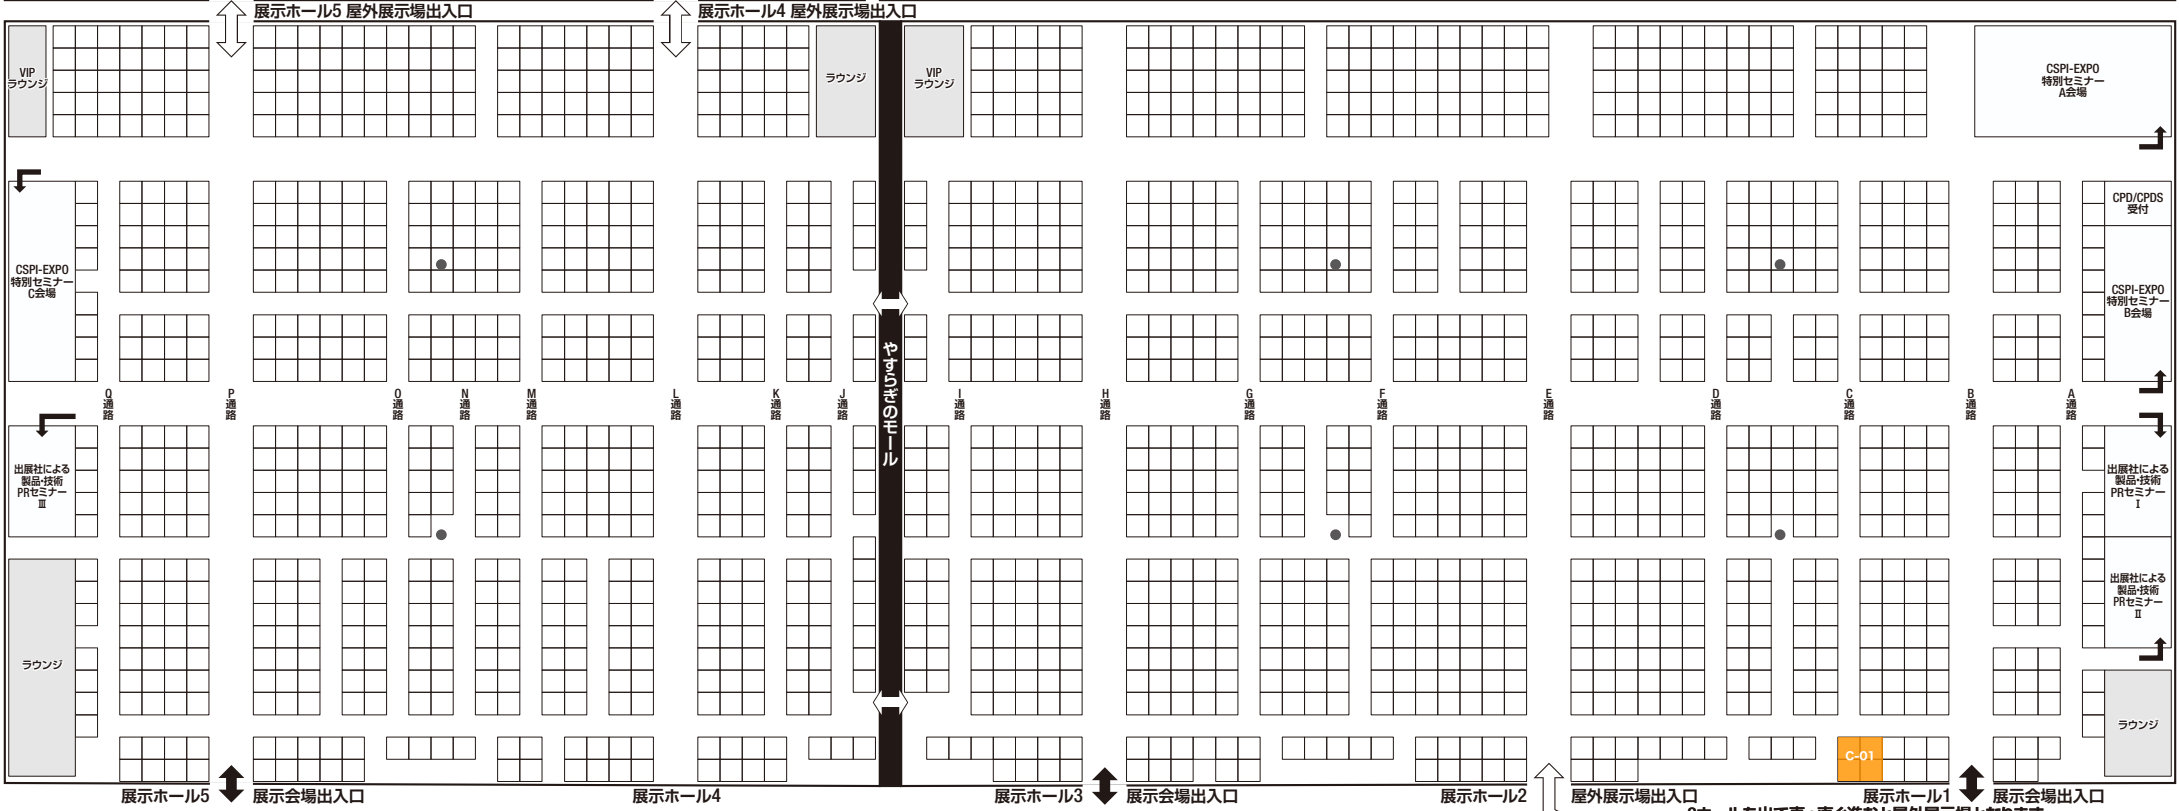 展示ホール5 屋外展示場出入口
展示ホール4 屋外展示場出入口
VIP
ラウンジ
ラウンジ
VIP
ラウンジ
CSPI-EXPO
特別セミナー
A会場
CPD/CPDS
受付
CSPI-EXPO
特別セミナー
C会場
CSPI-EXPO
特別セミナー
B会場
やすらぎのモール
Q通路
P通路
O通路
N通路
M通路
L通路
K通路
J通路
I通路
H通路
G通路
F通路
E通路
D通路
C通路
B通路
A通路
出展社による
製品・技術
PRセミナー
Ⅲ
出展社による
製品・技術
PRセミナー
Ⅰ
出展社による
製品・技術
PRセミナー
Ⅱ
ラウンジ
ラウンジ
C-01
展示ホール5
展示会場出入口
展示ホール4
展示ホール3
展示会場出入口
展示ホール2
屋外展示場出入口
展示ホール1
展示会場出入口